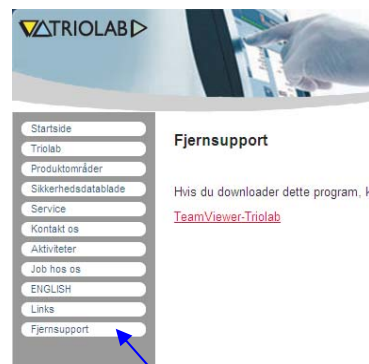 TRIOLAB
Startside
Triolab
Produktområder
Sikkerhedsdatablade
Service
Kontakt os
Aktiviteter
Job hos os
ENGLISH
Links
Fjernsupport
Fjernsupport
Hvis du downloader dette program,
TeamViewer-Triolab